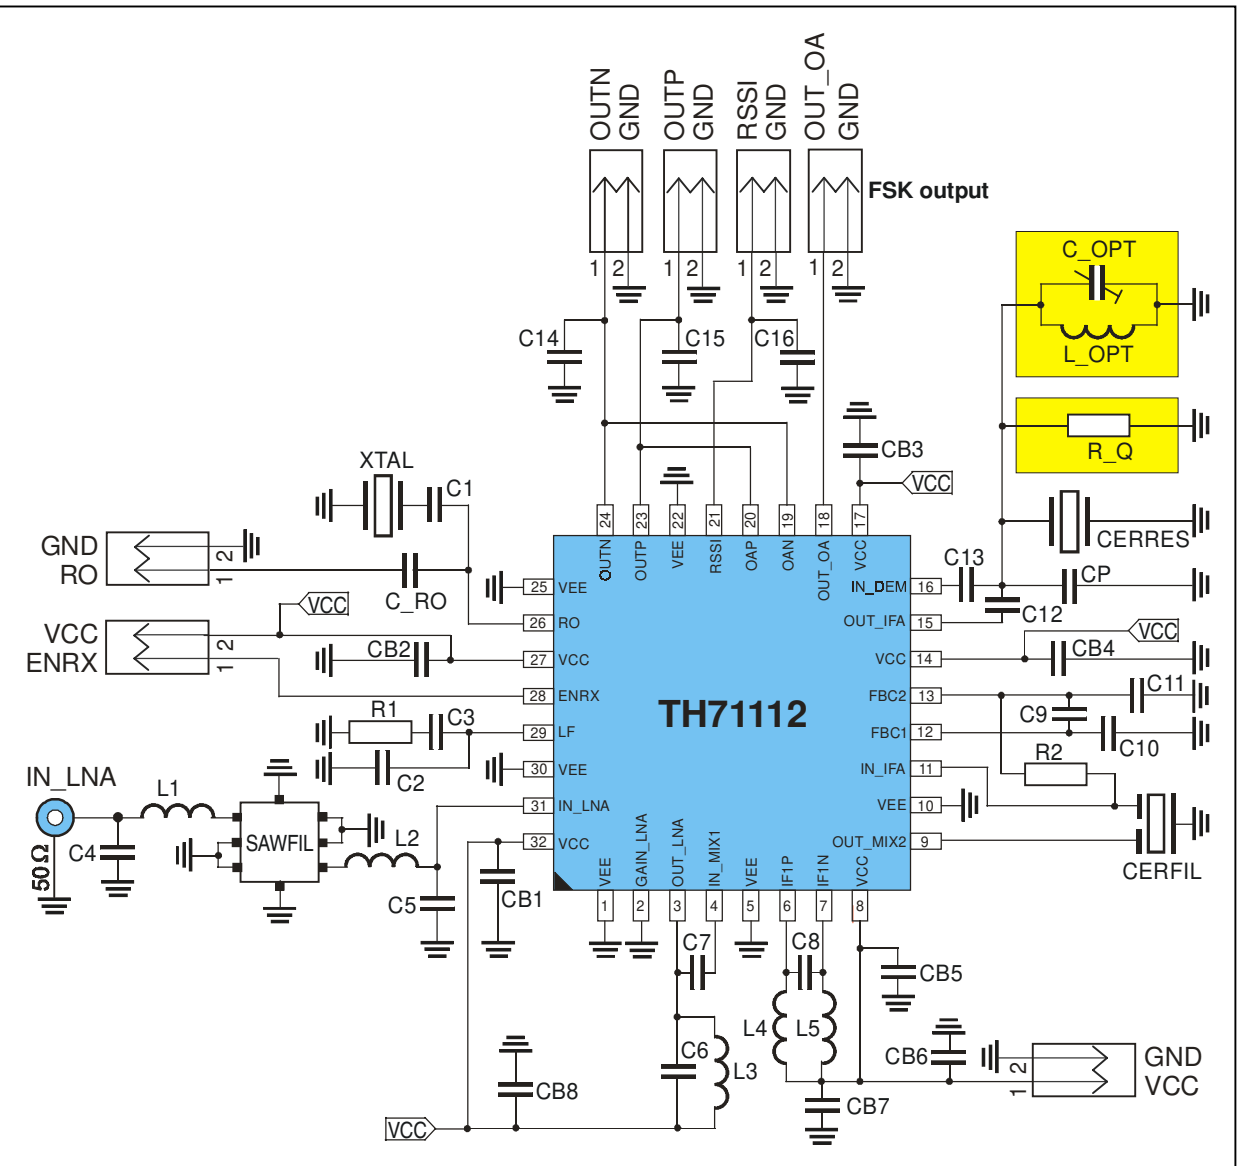 OUTN
GND
OUTP
GND
RSSI
GND
OUT_OA
GND
FSK output
1 2
1 2
1 2
1 2
C_OPT
L_OPT
R_Q
C14
C15
C16
CB3
VCC
XTAL
C1
GND
RO
2
1
C_RO
VCC
VCC
ENRX
2
1
CB2
R1
C3
C2
IN_LNA
50Ω
L1
C4
SAWFIL
L2
C5
CB1
24
23
22
21
20
19
18
17
OUTN
OUTP
VEE
RSSI
OAP
OAN
OUT_OA
VCC
25 VEE
26 RO
27 VCC
28 ENRX
29 LF
30 VEE
31 IN_LNA
32 VCC
TH71112
IN_DEM 16
OUT_IFA 15
VCC 14
FBC2 13
FBC1 12
IN_IFA 11
VEE 10
OUT_MIX2 9
VEE
GAIN_LNA
OUT_LNA
IN_MIX1
VEE
IF1P
IF1N
VCC
1
2
3
4
5
6
7
8
CERRES
C13
CP
C12
VCC
CB4
C11
C9
C10
R2
CERFIL
C7
C8
CB5
L4
L5
C6
L3
CB8
VCC
CB6
CB7
2
1
GND
VCC